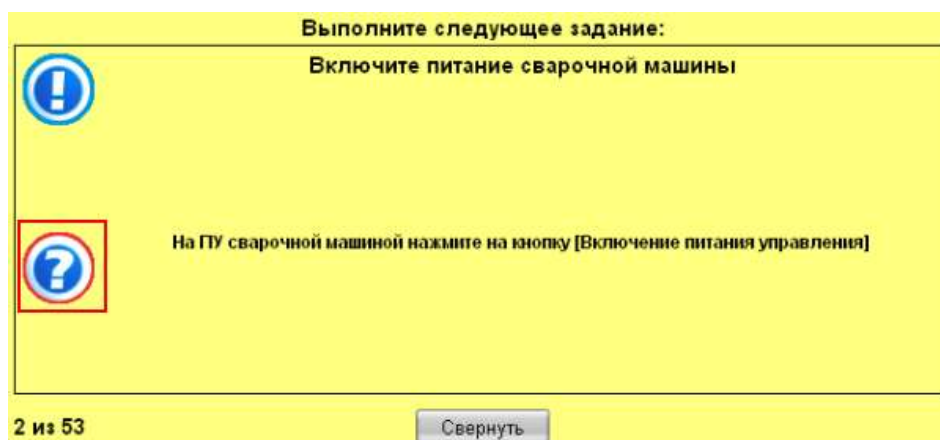 Выполните следующее задание:
Включите питание сварочной машины
На ПУ сварочной машиной нажмите на кнопку [Включение питания управления]
2 из 53
Свернуть